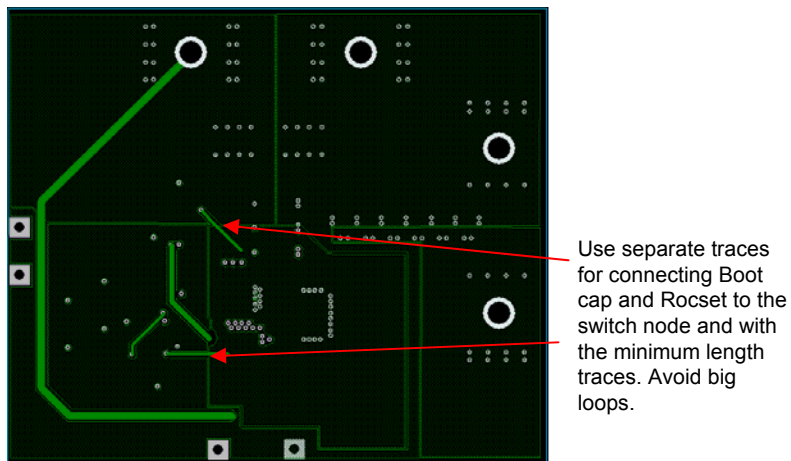 Use separate traces
for connecting Boot
cap and Rocset to the
switch node and with
the minimum length
traces. Avoid big
loops.